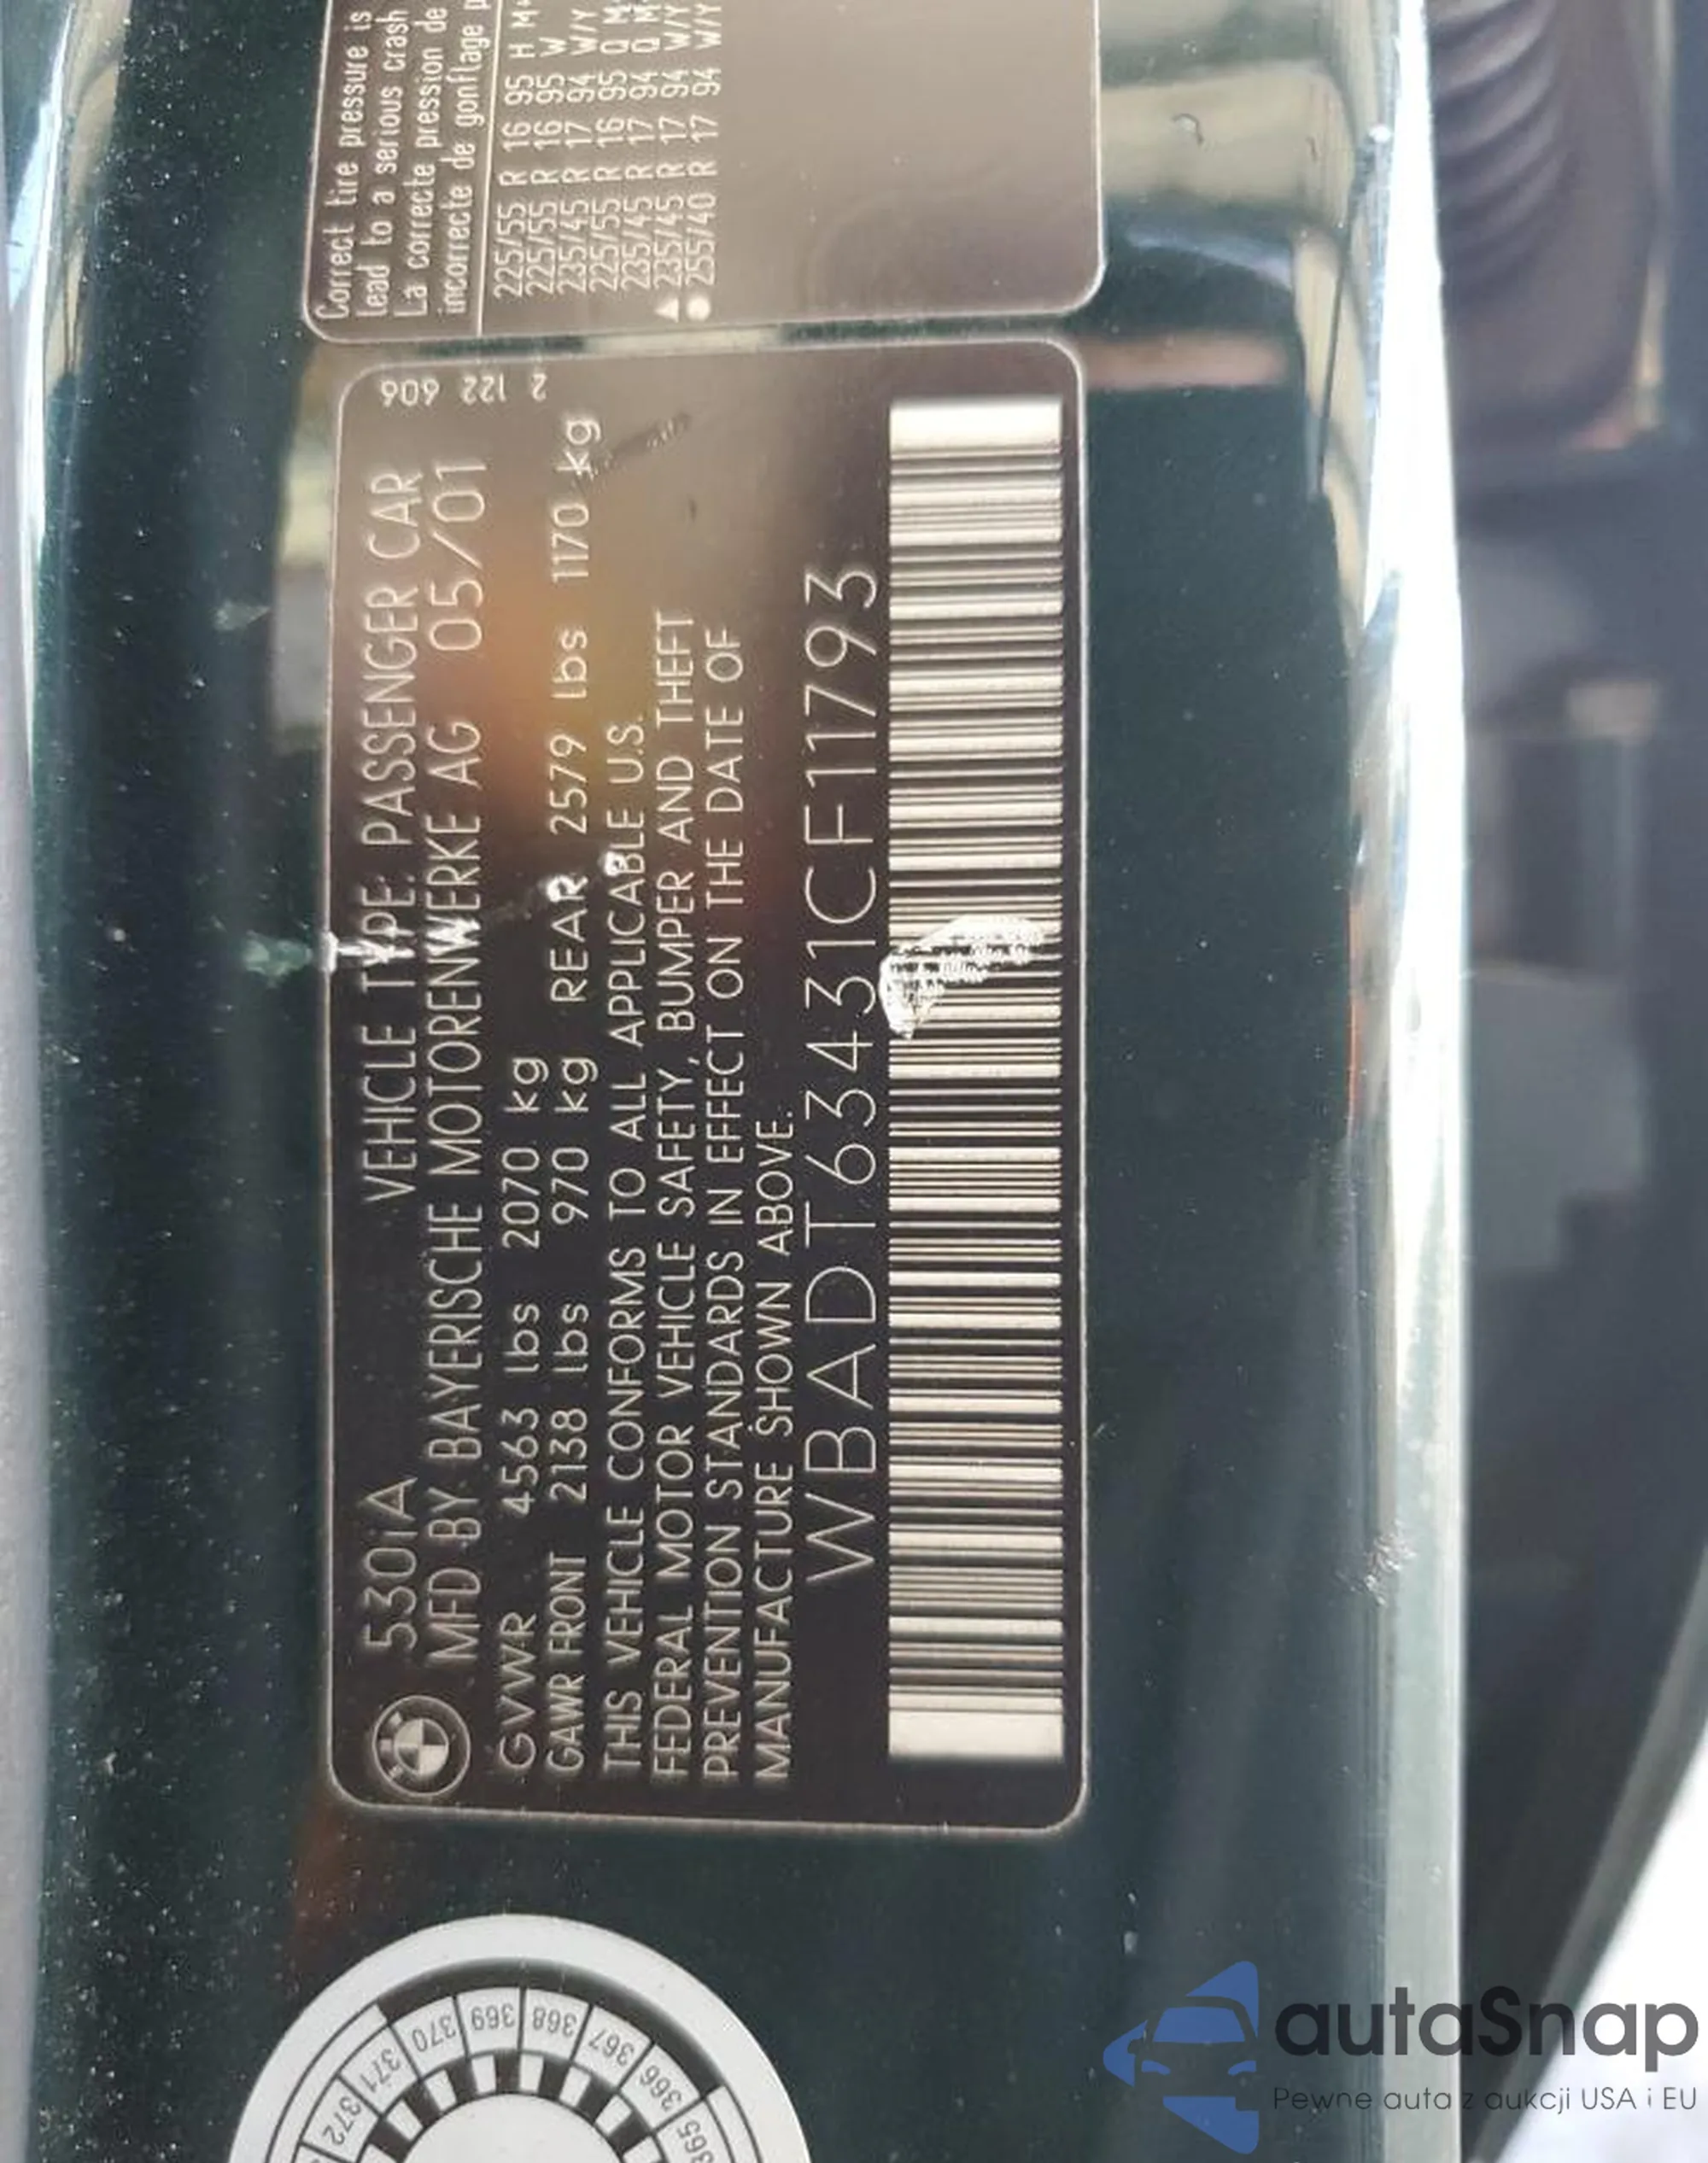 Correct tire pressure is
lead to a serious crash
La correcte pression de
incorrecte de gonflage
225/55 R 16 95 H
225/55 R 16 95 W
235/45 R 17 94 W/Y
225/55 R 16 95 Q
235/45 R 17 94 Q
▲ 235/45 R 17 94 W/Y
● 255/40 R 17 94 W/Y
2 122 606
530iA VEHICLE TYPE: PASSENGER CAR
MFD BY BAYERISCHE MOTORENWERKE AG 05/01
GVWR 4563 lbs 2070 kg
GAWR FRONT 2138 lbs 970 kg REAR 2579 lbs 1170 kg
THIS VEHICLE CONFORMS TO ALL APPLICABLE U.S.
FEDERAL MOTOR VEHICLE SAFETY, BUMPER AND THEFT
PREVENTION STANDARDS IN EFFECT ON THE DATE OF
MANUFACTURE SHOWN ABOVE.
WBADT63431CF11793
372 371 370 369 368 367 366 365
autaSnap
Pewne auta z aukcji USA i EU